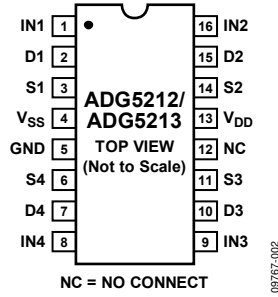 IN1 1 16 IN2
D1 2 15 D2
S1 3 14 S2
ADG5212/
VSS 4 13 VDD
ADG5213
GND 5 12 NC
TOP VIEW
(Not to Scale)
S4 6 11 S3
D4 7 10 D3
IN4 8 9 IN3
NC = NO CONNECT
09767-002